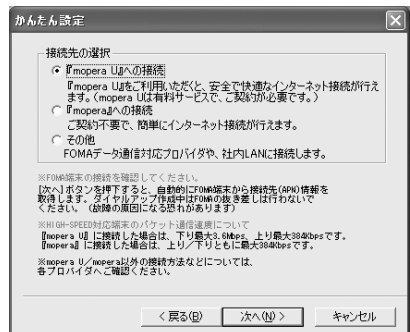 かんたん設定
接続先の選択
『mopera U』への接続
『mopera U』をご利用いただくと、安全で快適なインターネット接続が行え
ます。(mopera Uは有料サービスで、ご契約が必要です。)
『mopera』への接続
ご契約不要で、簡単にインターネット接続が行えます。
その他
FOMAデータ通信対応プロバイダや、社内LANに接続します。
※FOMA端末の接続を確認してください。
[次へ]ボタンを押下すると、自動的にFOMA端末から接続先(APN)情報を
取得します。ダイヤルアップ作成中はFOMAの抜き差しは行わないで
ください。(故障の原因になる恐れがあります)
※HIGH-SPEED対応端末のパケット通信速度について
『mopera U』に接続した場合は、下り最大3.6Mbps、上り最大384Kbpsです。
『mopera』に接続した場合は、上り/下りともに最大384Kbpsです。
※mopera U/mopera以外の接続方法などについては、
各プロバイダへご確認ください。
< 戻る(B)
次へ(N) >
キャンセル